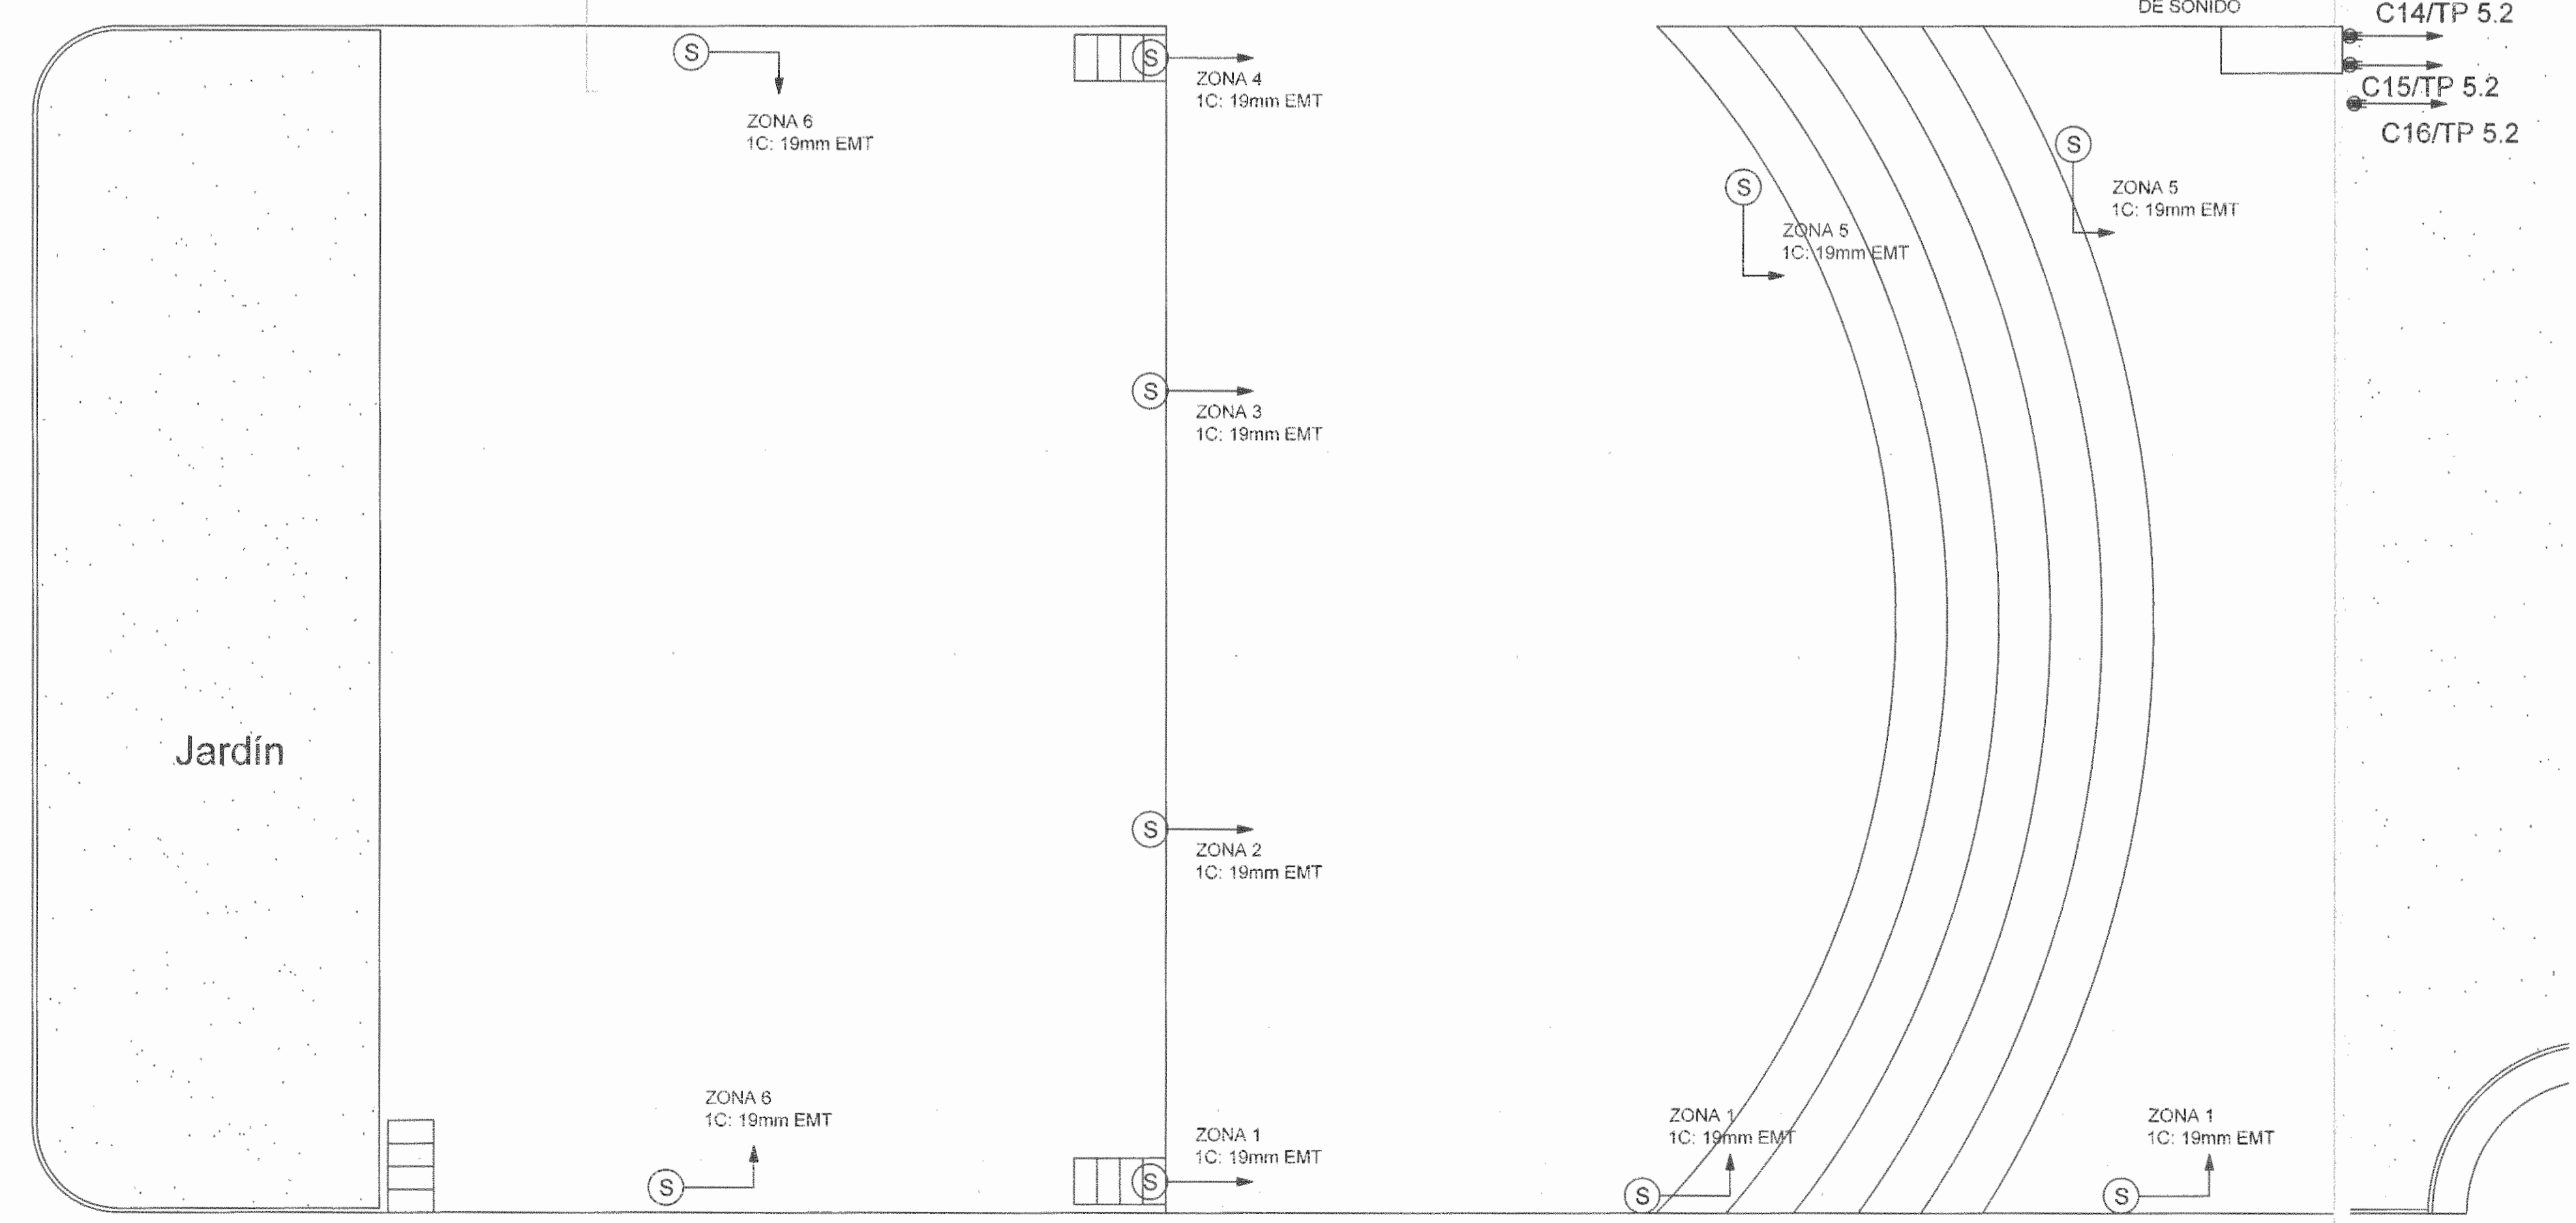 DE SONIDO
C14/TP 5.2
C15/TP 5.2
C16/TP 5.2
S
ZONA 6
1C: 19mm EMT
S
ZONA 4
1C: 19mm EMT
S
ZONA 5
1C: 19mm EMT
S
ZONA 5
1C: 19mm EMT
S
ZONA 3
1C: 19mm EMT
Jardín
S
ZONA 2
1C: 19mm EMT
ZONA 6
1C: 19mm EMT
S
ZONA 1
1C: 19mm EMT
S
ZONA 1
1C: 19mm EMT
S
ZONA 1
1C: 19mm EMT
S